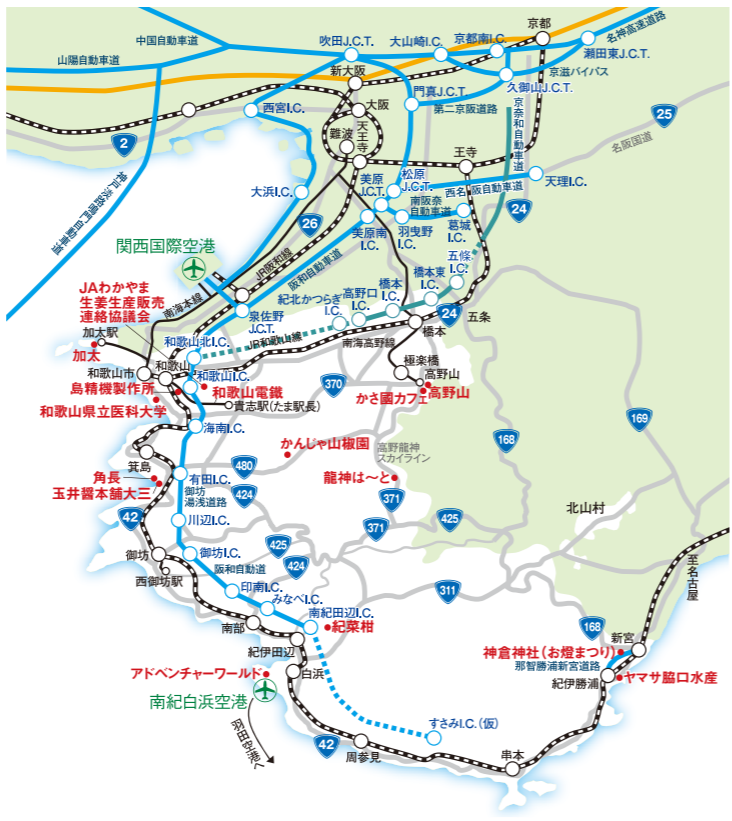 京都
中国自動車道
吹田J.C.T.
大山崎I.C.
京都南I.C.
名神高速道路
山陽自動車道
瀬田東J.C.T.
新大阪
京滋バイパス
久御山J.C.T.
門真J.C.T.
第二京阪道路
西宮I.C.
大阪
京奈和自動車道
25
2
難波
天王寺
名阪国道
王寺
神戸淡路鳴門自動車道
大浜I.C.
美原
J.C.T.
松原
J.C.T.
西名阪自動車道
天理I.C.
南阪奈
自動車道
24
26
美原南
I.C.
羽曳野
I.C.
葛城
I.C.
関西国際空港
JR阪和線
阪和自動車道
五條
I.C.
橋本東
I.C.
橋本
I.C.
高野口
I.C.
紀北かつらぎ
I.C.
JAわかやま
生姜生産販売
連絡協議会
南海本線
泉佐野
J.C.T.
24
五条
加太駅
加太
和歌山北I.C.
JR和歌山線
南海高野線
橋本
和歌山市
和歌山
和歌山I.C.
極楽橋
高野山
高野山
島精機製作所
和歌山電鐵
370
かさ國カフェ
和歌山県立医科大学
貴志駅(たま駅長)
169
海南I.C.
168
かんじゃ山椒園
高野龍神
スカイライン
箕島
480
角長
玉井醤本舗大三
有田I.C.
龍神は〜と
御坊
湯浅道路
424
371
北山村
42
川辺I.C.
371
425
御坊
御坊I.C.
425
西御坊駅
阪和自動道
424
至名古屋
印南I.C.
311
みなべI.C.
南紀田辺I.C.
南部
紀菜柑
168
新宮
紀伊田辺
神倉神社(お燈まつり)
那智勝浦新宮道路
アドベンチャーワールド
白浜
紀伊勝浦
ヤマサ脇口水産
南紀白浜空港
羽田空港へ
すさみI.C.(仮)
42
周参見
串本